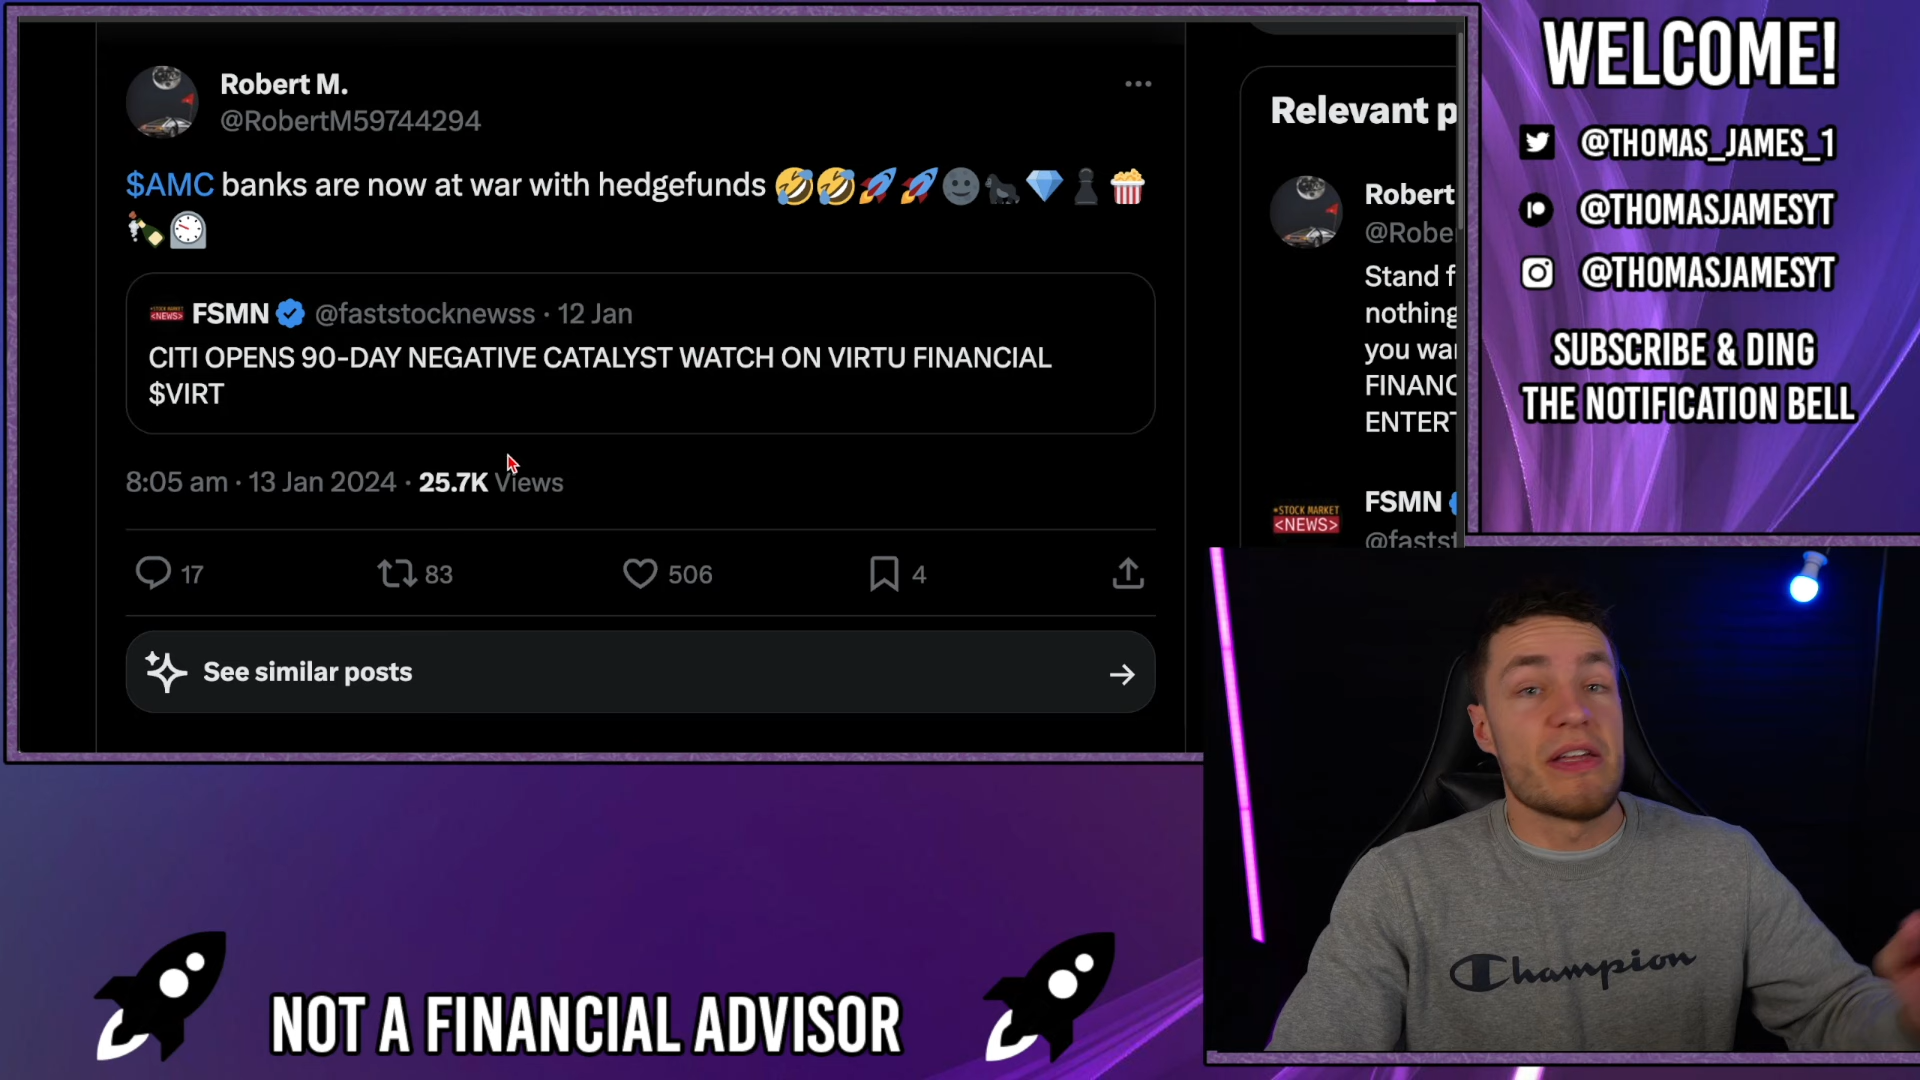 Robert M.
@RobertM59744294
$AMC banks are now at war with hedgefunds 🤣🤣🚀🚀🌚🦍💎♟️🍿
🍾⏲️
FSMN @faststocknewss · 12 Jan
CITI OPENS 90-DAY NEGATIVE CATALYST WATCH ON VIRTU FINANCIAL
$VIRT
8:05 am · 13 Jan 2024 · 25.7K Views
17 83 506 4
See similar posts
Relevant p
Robert
@Robe
Stand f
nothing
you wa
FINANC
ENTERT
STOCK MARKET
<NEWS>
FSMN
@fastst
WELCOME!
@THOMAS_JAMES_1
@THOMASJAMESYT
@THOMASJAMESYT
SUBSCRIBE & DING
THE NOTIFICATION BELL
Champion
NOT A FINANCIAL ADVISOR